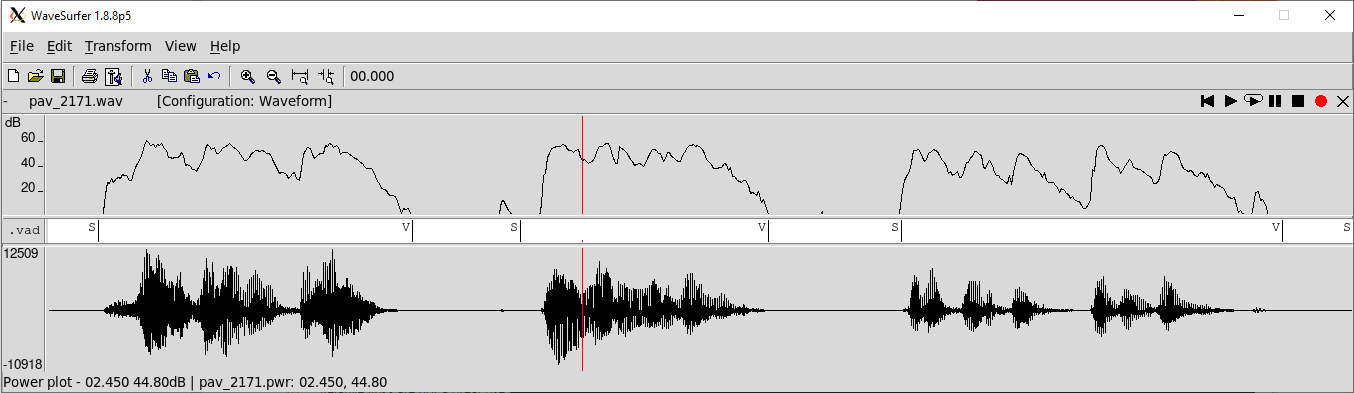 WaveSurfer 1.8.8p5
File Edit Transform View Help
00.000
- pav_2171.wav [Configuration: Waveform]
dB
60
40
20
.vad S V S V S V S
12509
-10918
Power plot - 02.450 44.80dB | pav_2171.pwr: 02.450, 44.80